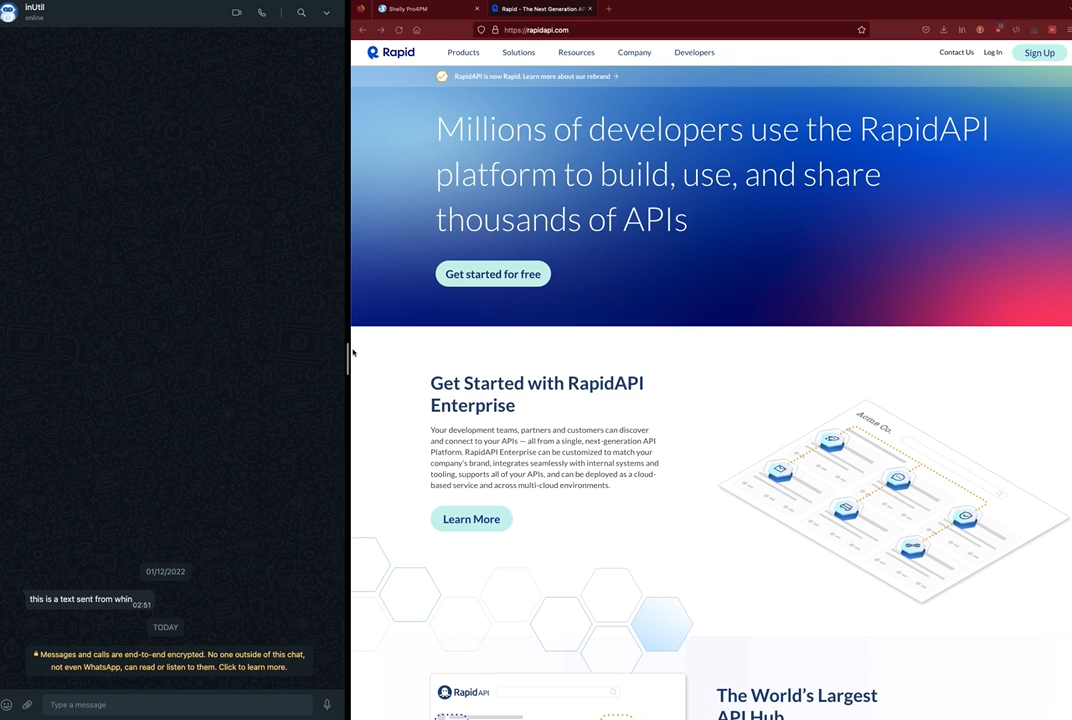 inUtil
online
01/12/2022
this is a text sent from whin
02:51
TODAY
Messages and calls are end-to-end encrypted. No one outside of this chat,
not even WhatsApp, can read or listen to them. Click to learn more.
Type a message
Shelly Pro4PM
Rapid - The Next Generation AP
https://rapidapi.com
Rapid
Products
Solutions
Resources
Company
Developers
Contact Us
Log In
Sign Up
RapidAPI is now Rapid. Learn more about our rebrand →
Millions of developers use the RapidAPI
platform to build, use, and share
thousands of APIs
Get started for free
Get Started with RapidAPI
Enterprise
Your development teams, partners and customers can discover
and connect to your APIs — all from a single, next-generation API
Platform. RapidAPI Enterprise can be customized to match your
company's brand, integrates seamlessly with internal systems and
tooling, supports all of your APIs, and can be deployed as a cloud-
based service and across multi-cloud environments.
Learn More
Acme Co.
Rapid API
The World's Largest
API Hub